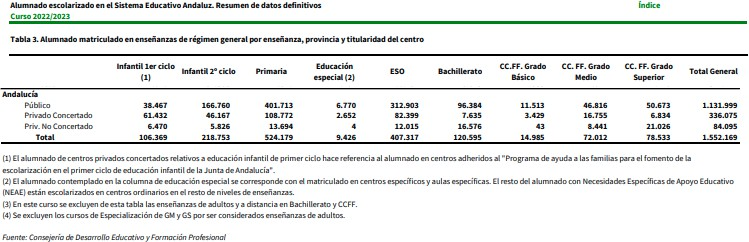 Alumnado escolarizado en el Sistema Educativo Andaluz. Resumen de datos definitivos Índice
Curso 2022/2023
Tabla 3. Alumnado matriculado en enseñanzas de régimen general por enseñanza, provincia y titularidad del centro
Infantil 1er ciclo (1) Infantil 2º ciclo Primaria Educación especial (2) ESO Bachillerato CC.FF. Grado Básico CC. FF. Grado Medio CC. FF. Grado Superior Total General
Andalucía
Público 38.467 166.760 401.713 6.770 312.903 96.384 11.513 46.816 50.673 1.131.999
Privado Concertado 61.432 46.167 108.772 2.652 82.399 7.635 3.429 16.755 6.834 336.075
Priv. No Concertado 6.470 5.826 13.694 4 12.015 16.576 43 8.441 21.026 84.095
Total 106.369 218.753 524.179 9.426 407.317 120.595 14.985 72.012 78.533 1.552.169
(1) El alumnado de centros privados concertados relativos a educación infantil de primer ciclo hace referencia al alumnado en centros adheridos al "Programa de ayuda a las familias para el fomento de la
escolarización en el primer ciclo de educación infantil de la Junta de Andalucía".
(2) El alumnado contemplado en la columna de educación especial se corresponde con el matriculado en centros específicos y aulas específicas. El resto del alumnado con Necesidades Específicas de Apoyo Educativo
(NEAE) están escolarizados en centros ordinarios en el resto de niveles de enseñanzas.
(3) En este curso se excluyen de esta tabla las enseñanzas de adultos y a distancia en Bachillerato y CCFF.
(4) Se excluyen los cursos de Especialización de GM y GS por ser considerados enseñanzas de adultos.
Fuente: Consejería de Desarrollo Educativo y Formación Profesional